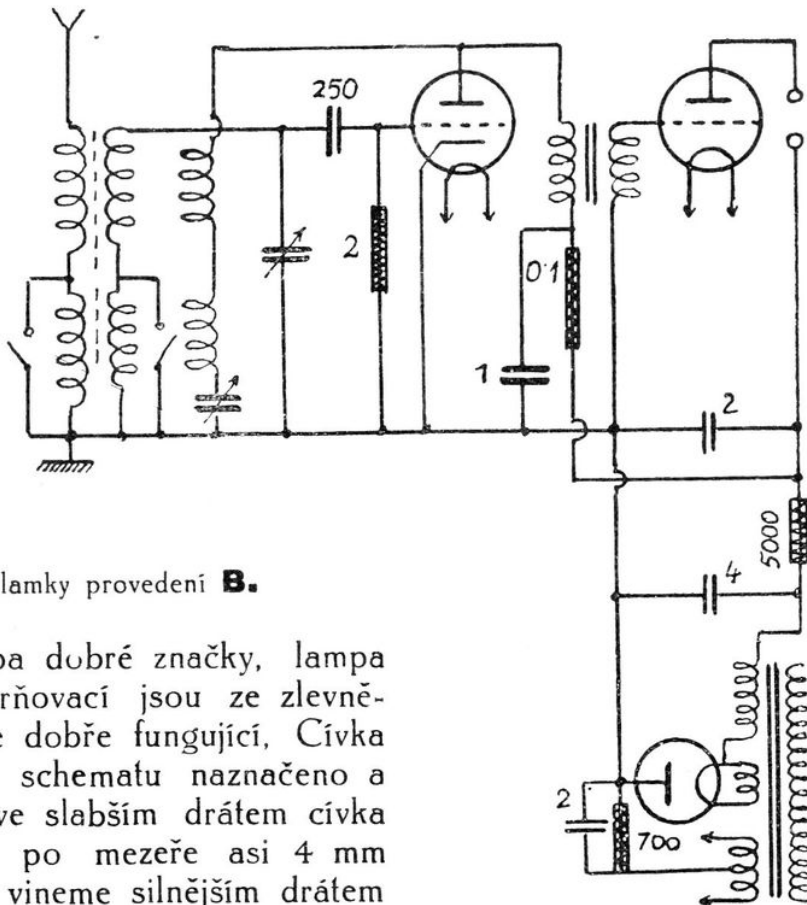 250
2
0·1
1
2
5000
4
2
700
lamky provedení B.
pa dobré značky, lampa
rňovací jsou ze zlevně-
e dobře fungující, Cívka
schematu naznačeno a
ve slabším drátem cívka
po mezeře asi 4 mm
vineme silnějším drátem